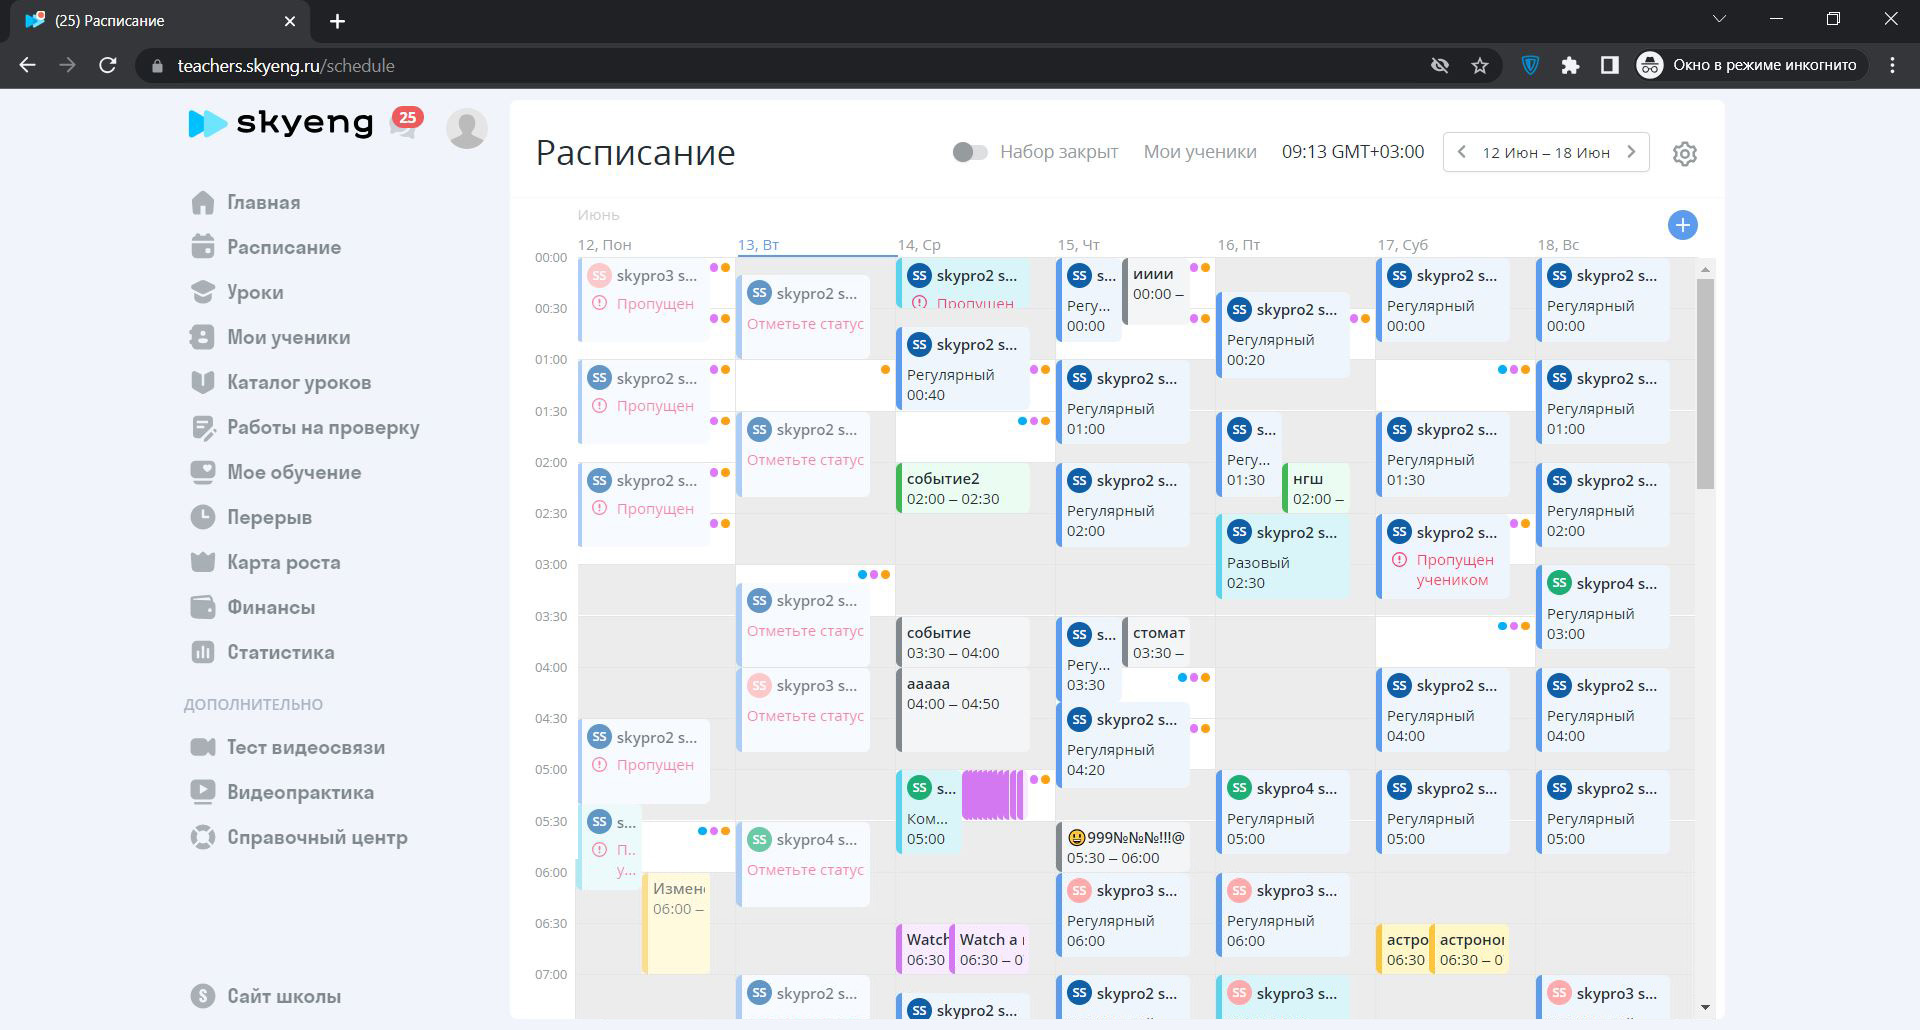 (25) Расписание
teachers.skyeng.ru/schedule
Окно в режиме инкогнито
skyeng
25
Главная
Расписание
Уроки
Мои ученики
Каталог уроков
Работы на проверку
Мое обучение
Перерыв
Карта роста
Финансы
Статистика
ДОПОЛНИТЕЛЬНО
Тест видеосвязи
Видеопрактика
Справочный центр
Сайт школы
Расписание
Набор закрыт
Мои ученики
09:13 GMT+03:00
12 Июн – 18 Июн
Июнь
12, Пон
13, Вт
14, Ср
15, Чт
16, Пт
17, Суб
18, Вс
00:00
00:30
01:00
01:30
02:00
02:30
03:00
03:30
04:00
04:30
05:00
05:30
06:00
06:30
07:00
SS skypro3 s...
Пропущен
SS skypro2 s...
Пропущен
SS skypro2 s...
Пропущен
SS skypro2 s...
Пропущен
SS s...
П..
у...
Измен
06:00 –
SS skypro2 s...
Отметьте статус
SS skypro2 s...
Отметьте статус
SS skypro2 s...
Отметьте статус
SS skypro3 s...
Отметьте статус
SS skypro4 s...
Отметьте статус
SS skypro2 s...
SS skypro2 s...
Пропущен
SS skypro2 s...
Регулярный
00:40
событие2
02:00 – 02:30
событие
03:30 – 04:00
ааааа
04:00 – 04:50
SS s...
Ком...
05:00
Watch
06:30
Watch a
06:30 – 0
SS skypro2 s...
SS s...
Регу...
00:00
ииии
00:00 –
SS skypro2 s...
Регулярный
01:00
SS skypro2 s...
Регулярный
02:00
SS s...
Регу...
03:30
стомат
03:30 –
SS skypro2 s...
Регулярный
04:20
😃999№№№!!!@
05:30 – 06:00
SS skypro3 s...
Регулярный
06:00
SS skypro2 s...
SS skypro2 s...
Регулярный
00:20
SS s...
Регу...
01:30
нгш
02:00 –
SS skypro2 s...
Разовый
02:30
SS skypro4 s...
Регулярный
05:00
SS skypro3 s...
Регулярный
06:00
SS skypro3 s...
SS skypro2 s...
Регулярный
00:00
SS skypro2 s...
Регулярный
01:30
SS skypro2 s...
Пропущен
учеником
SS skypro2 s...
Регулярный
04:00
SS skypro2 s...
Регулярный
05:00
астро
06:30
астроно
06:30 – 0
SS skypro2 s...
Регулярный
00:00
SS skypro2 s...
Регулярный
01:00
SS skypro2 s...
Регулярный
02:00
SS skypro4 s...
Регулярный
03:00
SS skypro2 s...
Регулярный
04:00
SS skypro2 s...
Регулярный
05:00
SS skypro3 s...